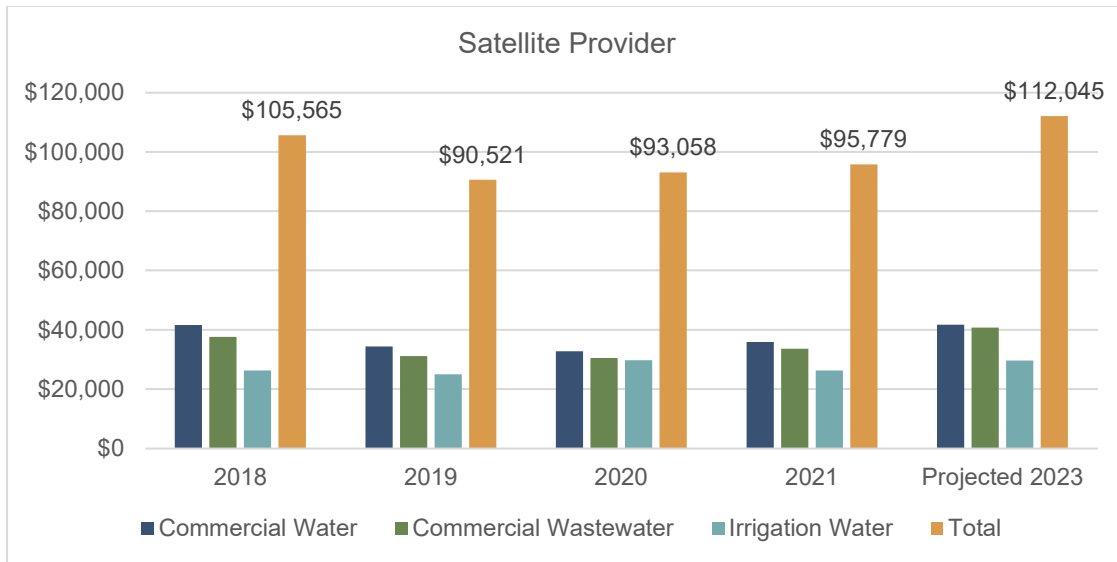 Satellite Provider
$120,000
$100,000
$80,000
$60,000
$40,000
$20,000
$0
$105,565
$90,521
$93,058
$95,779
$112,045
2018
2019
2020
2021
Projected 2023
Commercial Water
Commercial Wastewater
Irrigation Water
Total